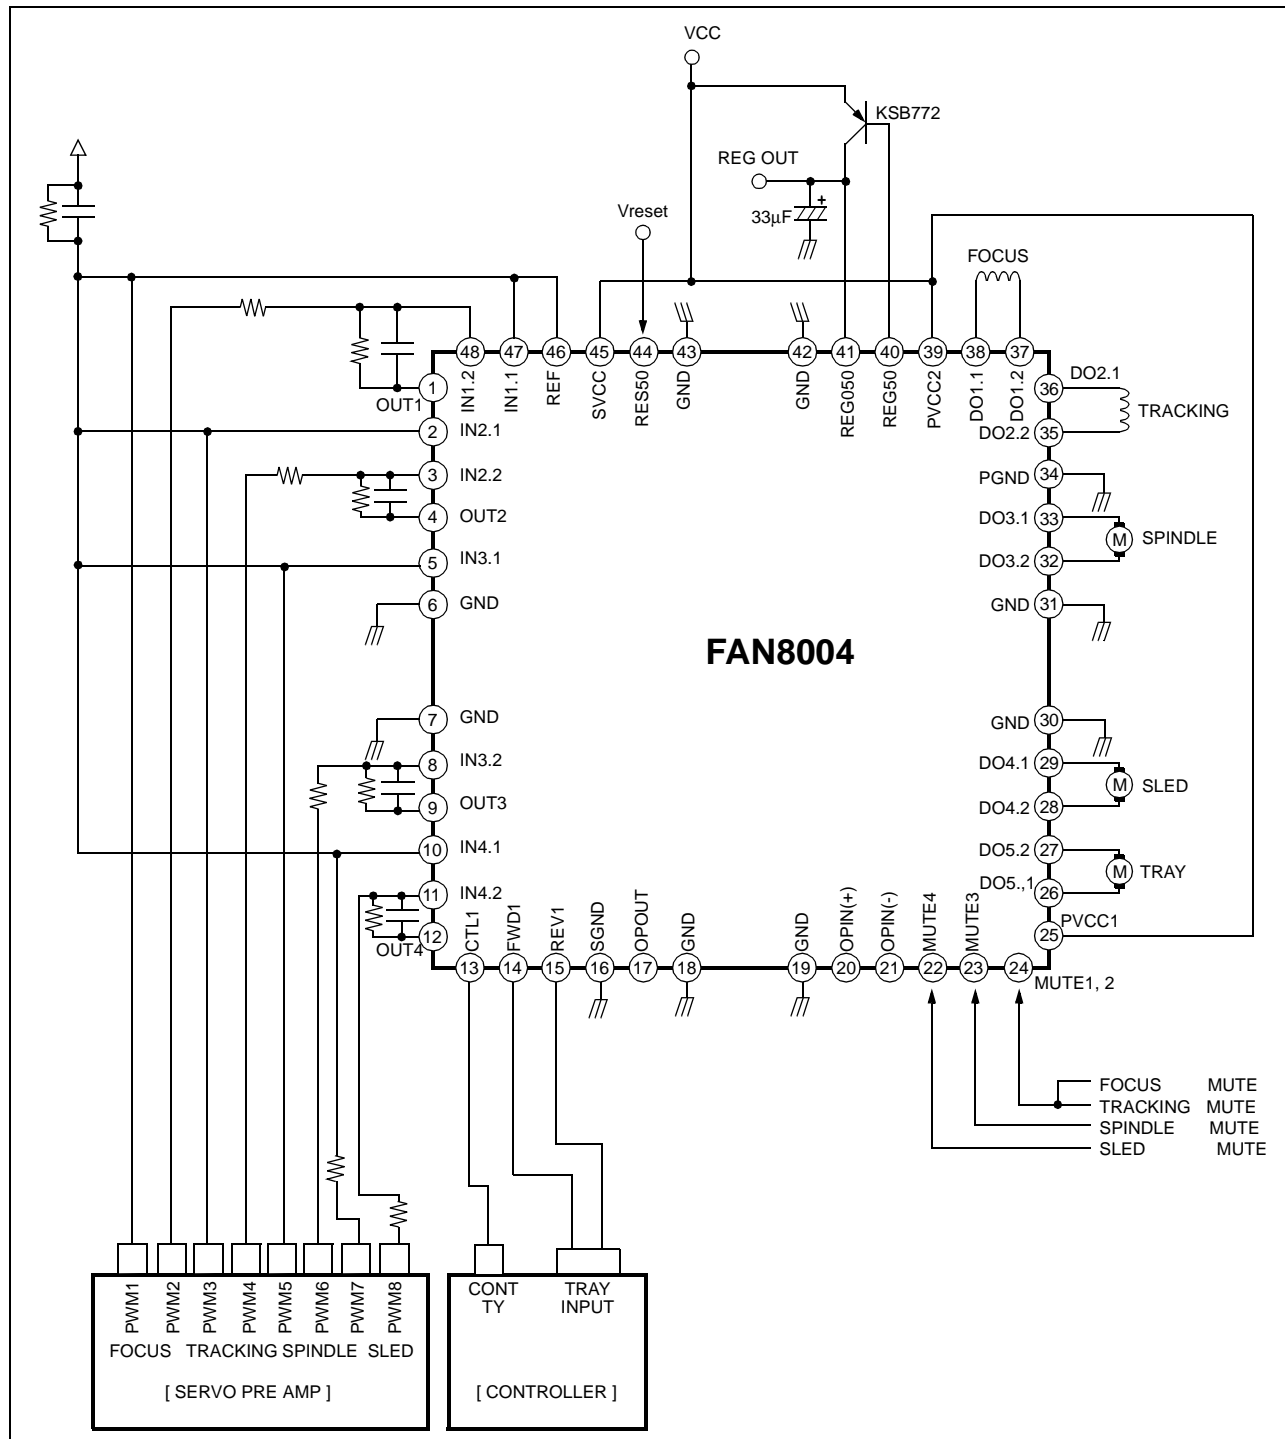 VCC
KSB772
REG OUT
33µF
+
Vreset
FOCUS
48
47
46
45
44
43
42
41
40
39
38
37
IN1.2
IN1.1
REF
SVCC
RES50
GND
GND
REG050
REG50
PVCC2
DO1.1
DO1.2
1
OUT1
2 IN2.1
3 IN2.2
4 OUT2
5 IN3.1
6 GND
7 GND
8 IN3.2
9 OUT3
10 IN4.1
11 IN4.2
12
OUT4
FAN8004
DO2.1
36
TRACKING
DO2.2 35
PGND 34
DO3.1 33
M SPINDLE
DO3.2 32
GND 31
GND 30
DO4.1 29
M SLED
DO4.2 28
DO5.2 27
M TRAY
DO5.,1 26
PVCC1
25
CTL1
FWD1
REV1
SGND
OPOUT
GND
GND
OPIN(+)
OPIN(-)
MUTE4
MUTE3
MUTE1, 2
13
14
15
16
17
18
19
20
21
22
23
24
FOCUS MUTE
TRACKING MUTE
SPINDLE MUTE
SLED MUTE
PWM1
PWM2
PWM3
PWM4
PWM5
PWM6
PWM7
PWM8
FOCUS TRACKING SPINDLE SLED
[ SERVO PRE AMP ]
CONT
TY
TRAY
INPUT
[ CONTROLLER ]